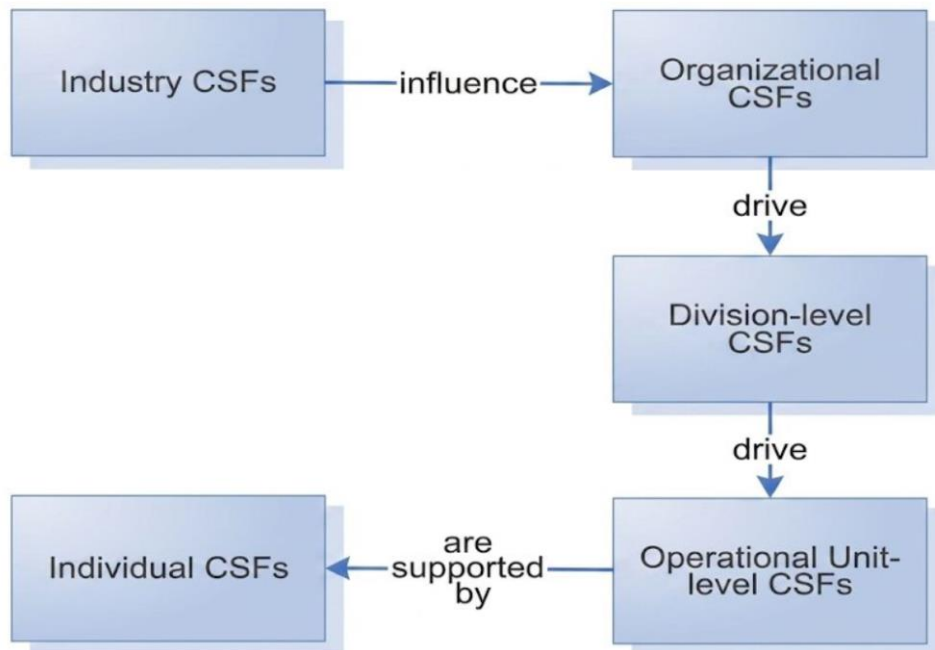 Industry CSFs
influence
Organizational
CSFs
drive
Division-level
CSFs
drive
Operational Unit-
level CSFs
are
supported
by
Individual CSFs